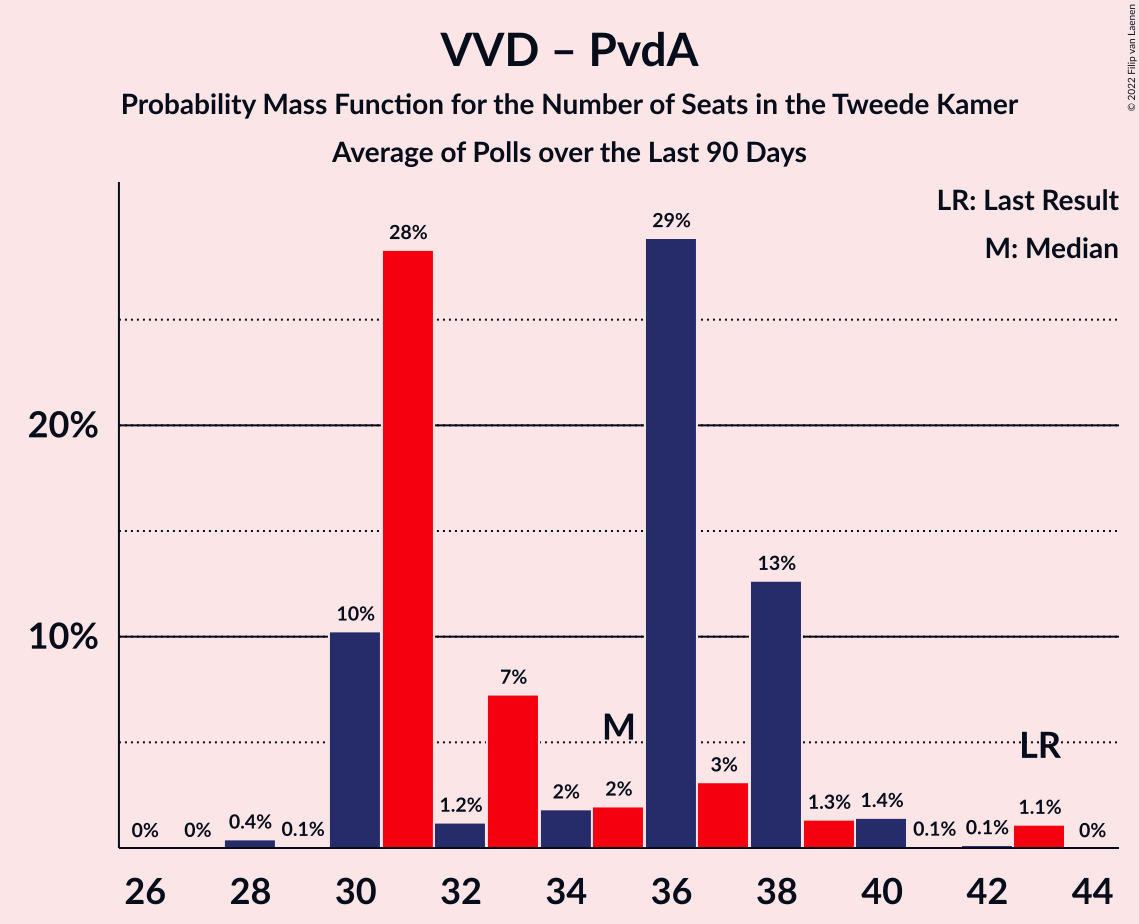 VVD – PvdA
Probability Mass Function for the Number of Seats in the Tweede Kamer
Average of Polls over the Last 90 Days
© 2022 Filip van Laenen
LR: Last Result
M: Median
20%
10%
0%
0%
0.4%
0.1%
10%
28%
1.2%
7%
2%
2%
29%
3%
13%
1.3%
1.4%
0.1%
0.1%
1.1%
0%
M
LR
26 28 30 32 34 36 38 40 42 44